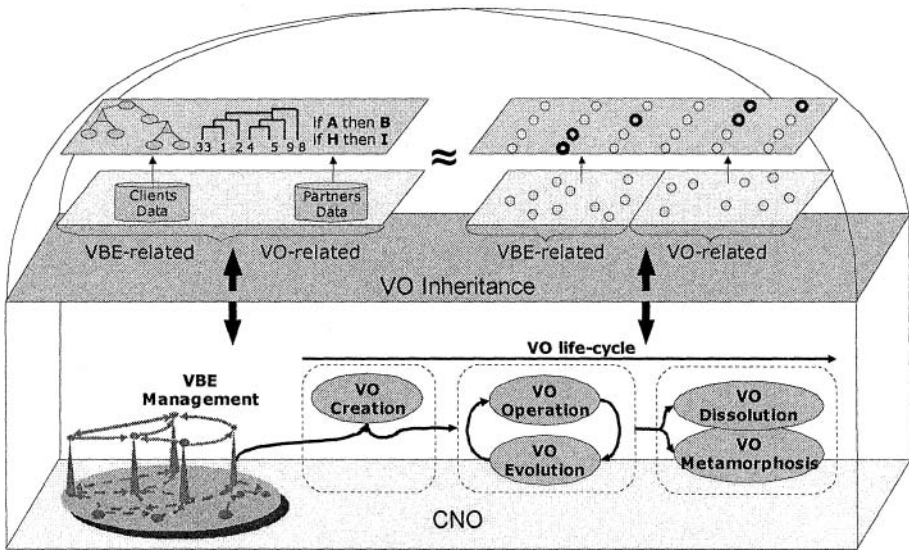 If A then B
If H then I
33 1 2 4 5 9 8
≈
Clients
Data
Partners
Data
VBE-related
VO-related
VBE-related
VO-related
VO Inheritance
VO life-cycle
VBE
Management
VO
Creation
VO
Operation
VO
Evolution
VO
Dissolution
VO
Metamorphosis
CNO